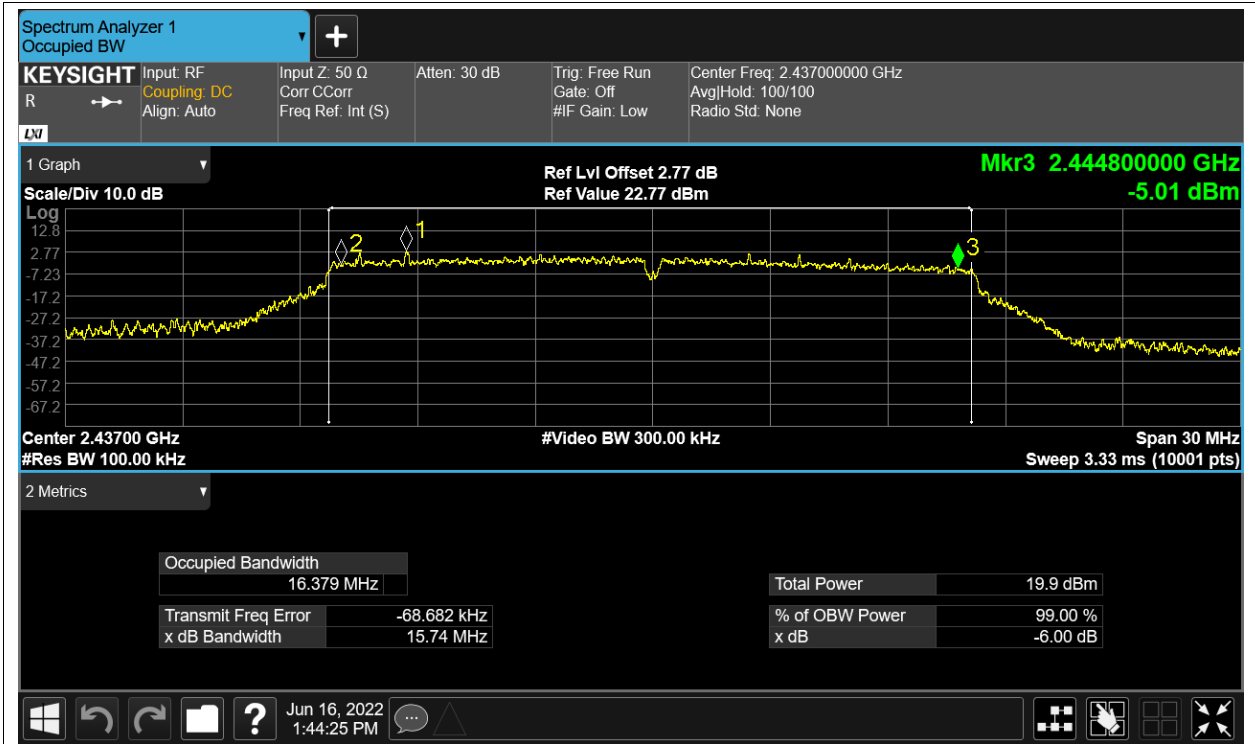 Spectrum Analyzer 1
Occupied BW
KEYSIGHT
R
LXI
Input: RF
Coupling: DC
Align: Auto
Input Z: 50 Ω
Corr CCorr
Freq Ref: Int (S)
Atten: 30 dB
Trig: Free Run
Gate: Off
#IF Gain: Low
Center Freq: 2.437000000 GHz
Avg|Hold: 100/100
Radio Std: None
1 Graph
Scale/Div 10.0 dB
Ref Lvl Offset 2.77 dB
Ref Value 22.77 dBm
Mkr3 2.444800000 GHz
-5.01 dBm
Log
12.8
2.77
-7.23
-17.2
-27.2
-37.2
-47.2
-57.2
-67.2
1
2
3
Center 2.43700 GHz
#Video BW 300.00 kHz
Span 30 MHz
#Res BW 100.00 kHz
Sweep 3.33 ms (10001 pts)
2 Metrics
Occupied Bandwidth
16.379 MHz
Total Power 19.9 dBm
Transmit Freq Error -68.682 kHz
% of OBW Power 99.00 %
x dB Bandwidth 15.74 MHz
x dB -6.00 dB
?
Jun 16, 2022
1:44:25 PM